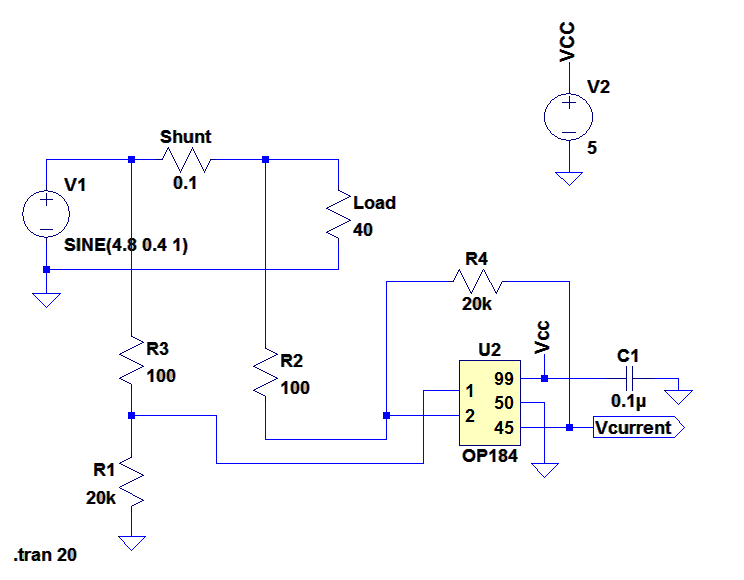 VCC
V2
5
Shunt
0.1
V1
SINE(4.8 0.4 1)
Load
40
R4
20k
R3
100
R2
100
U2
Vcc
C1
0.1µ
99
1
50
2
45
Vcurrent
OP184
R1
20k
.tran 20